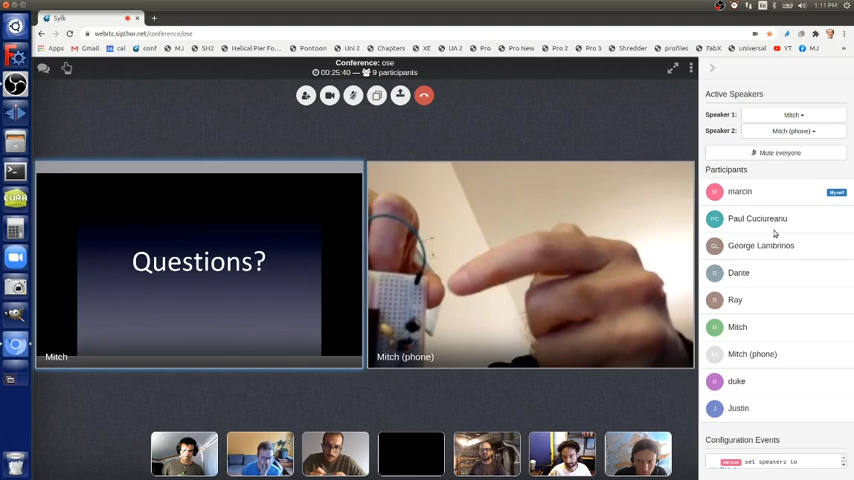 1:11 PM
Sylk
webrtc.sipthor.net/conference/ose
Apps Gmail cal conf MJ SH2 Helical Pier Fo... Pontoon Uni 2 Chapters XE UA 2 Pro Pro New Pro 2 Pro 3 Shredder profiles FabX universal YT MJ
Conference: ose
00:25:40 — 9 participants
Active Speakers
Speaker 1: Mitch
Speaker 2: Mitch (phone)
Mute everyone
Participants
M marcin Myself
PC Paul Cuciureanu
GL George Lambrinos
D Dante
R Ray
M Mitch
M Mitch (phone)
D duke
J Justin
Configuration Events
marcin set speakers to
Questions?
Mitch
Mitch (phone)
CURA